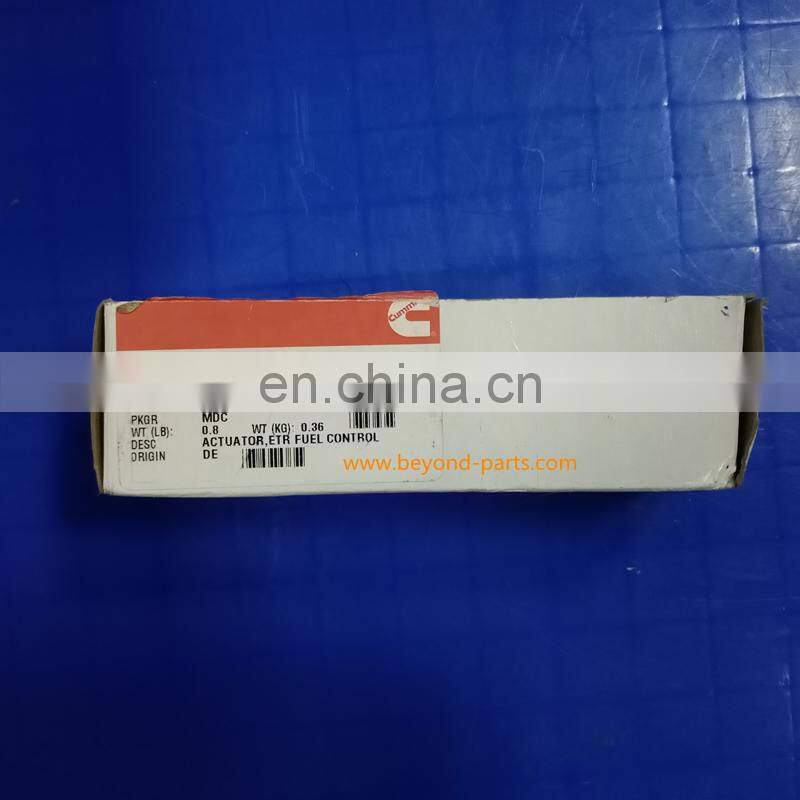 Cummins
en.china.cn
PKGR MDC
WT (LB): 0.8 WT (KG): 0.36
DESC ACTUATOR,ETR FUEL CONTROL
ORIGIN DE
www.beyond-parts.com